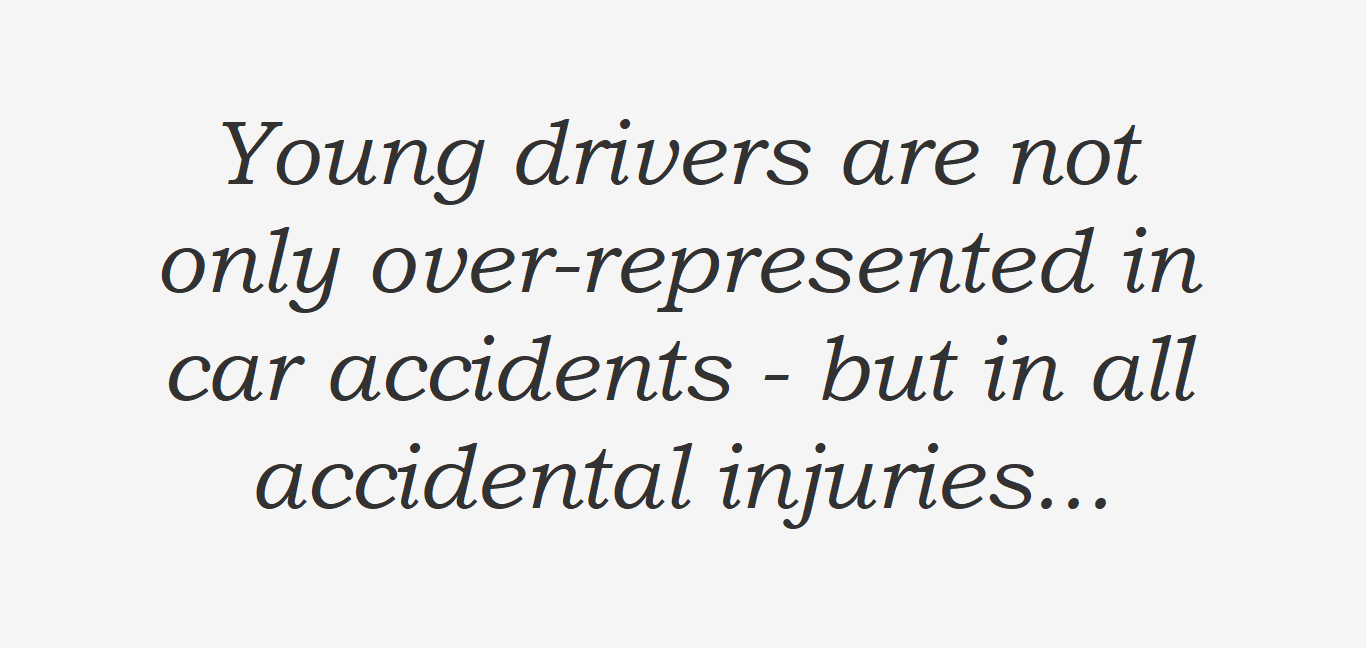 Young drivers are not
only over-represented in
car accidents - but in all
accidental injuries...